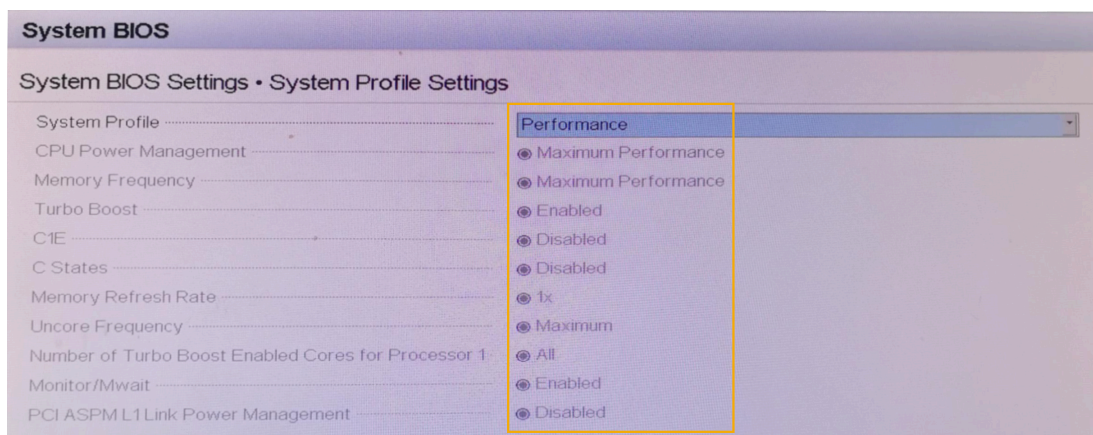 System BIOS
System BIOS Settings • System Profile Settings
System Profile Performance
CPU Power Management Maximum Performance
Memory Frequency Maximum Performance
Turbo Boost Enabled
C1E Disabled
C States Disabled
Memory Refresh Rate 1x
Uncore Frequency Maximum
Number of Turbo Boost Enabled Cores for Processor 1 All
Monitor/Mwait Enabled
PCI ASPM L1 Link Power Management Disabled